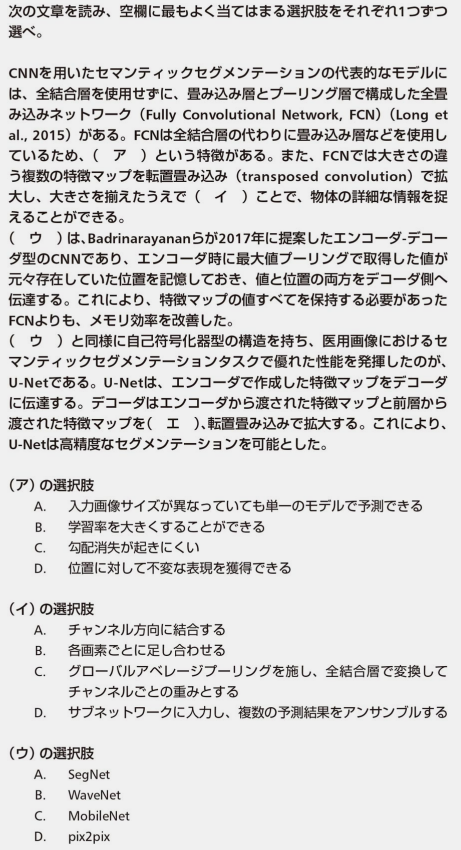 次の文章を読み、空欄に最もよく当てはまる選択肢をそれぞれ1つずつ
選べ。
CNNを用いたセマンティックセグメンテーションの代表的なモデルに
は、全結合層を使用せずに、畳み込み層とプーリング層で構成した全畳
み込みネットワーク（Fully Convolutional Network, FCN）（Long et
al., 2015）がある。FCNは全結合層の代わりに畳み込み層などを使用し
ているため、（　ア　）という特徴がある。また、FCNでは大きさの違
う複数の特徴マップを転置畳み込み（transposed convolution）で拡
大し、大きさを揃えたうえで（　イ　）ことで、物体の詳細な情報を捉
えることができる。
（　ウ　）は、Badrinarayananらが2017年に提案したエンコーダ-デコー
ダ型のCNNであり、エンコーダ時に最大値プーリングで取得した値が
元々存在していた位置を記憶しておき、値と位置の両方をデコーダ側へ
伝達する。これにより、特徴マップの値すべてを保持する必要があった
FCNよりも、メモリ効率を改善した。
（　ウ　）と同様に自己符号化器型の構造を持ち、医用画像におけるセ
マンティックセグメンテーションタスクで優れた性能を発揮したのが、
U-Netである。U-Netは、エンコーダで作成した特徴マップをデコーダ
に伝達する。デコーダはエンコーダから渡された特徴マップと前層から
渡された特徴マップを（　エ　）、転置畳み込みで拡大する。これにより、
U-Netは高精度なセグメンテーションを可能とした。
（ア）の選択肢
A.　入力画像サイズが異なっていても単一のモデルで予測できる
B.　学習率を大きくすることができる
C.　勾配消失が起きにくい
D.　位置に対して不変な表現を獲得できる
（イ）の選択肢
A.　チャンネル方向に結合する
B.　各画素ごとに足し合わせる
C.　グローバルアベレージプーリングを施し、全結合層で変換して
チャンネルごとの重みとする
D.　サブネットワークに入力し、複数の予測結果をアンサンブルする
（ウ）の選択肢
A.　SegNet
B.　WaveNet
C.　MobileNet
D.　pix2pix